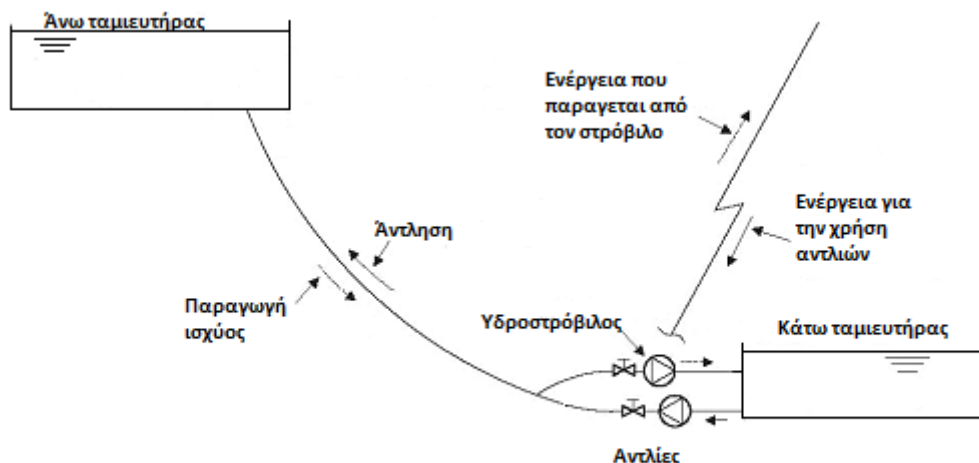 Άνω ταμιευτήρας
Ενέργεια που
παραγεται από
τον στρόβιλο
Ενέργεια για
την χρήση
αντλιών
Άντληση
Παραγωγή
ισχύος
Υδροστρόβιλος
Κάτω ταμιευτήρας
Αντλίες